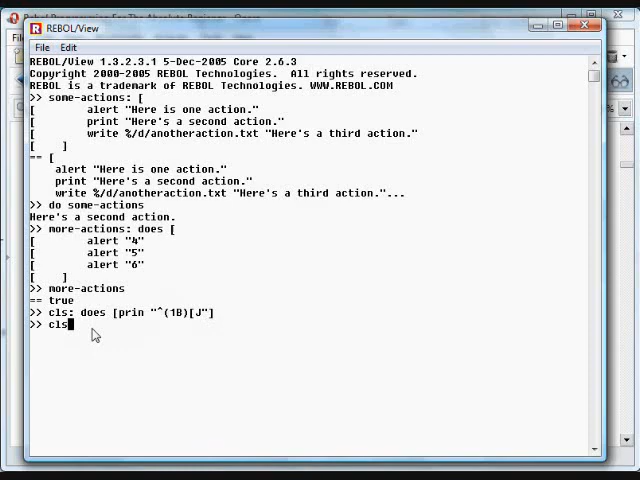 REBOL/View
File Edit
REBOL/View 1.3.2.3.1 5-Dec-2005 Core 2.6.3
Copyright 2000-2005 REBOL Technologies. All rights reserved.
REBOL is a trademark of REBOL Technologies. WWW.REBOL.COM
>> some-actions: [
[ alert "Here is one action."
[ print "Here's a second action."
[ write %/d/anotheraction.txt "Here's a third action."
[ ]
== [
alert "Here is one action."
print "Here's a second action."
write %/d/anotheraction.txt "Here's a third action."...
>> do some-actions
Here's a second action.
>> more-actions: does [
[ alert "4"
[ alert "5"
[ alert "6"
[ ]
>> more-actions
== true
>> cls: does [prin "^(1B)[J"]
>> cls